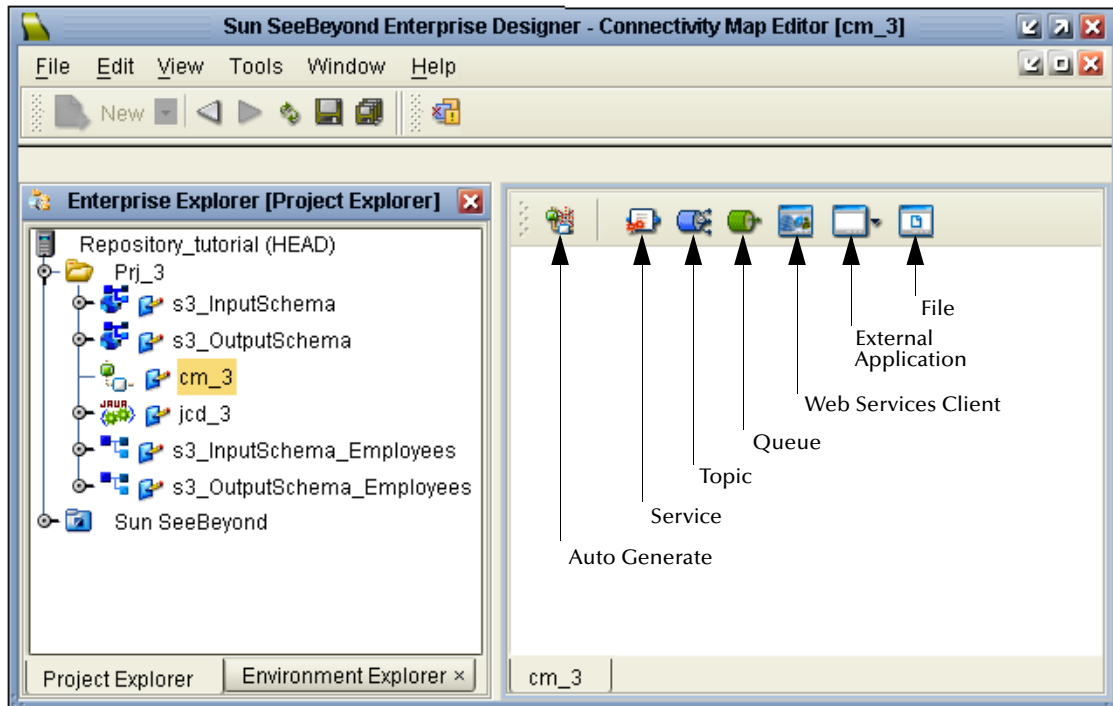 Sun SeeBeyond Enterprise Designer - Connectivity Map Editor [cm_3]
File Edit View Tools Window Help
New
Enterprise Explorer [Project Explorer]
Repository_tutorial (HEAD)
Prj_3
s3_InputSchema
s3_OutputSchema
cm_3
JAVA
jcd_3
s3_InputSchema_Employees
s3_OutputSchema_Employees
Sun SeeBeyond
Project Explorer
Environment Explorer ×
File
External
Application
Web Services Client
Queue
Topic
Service
Auto Generate
cm_3